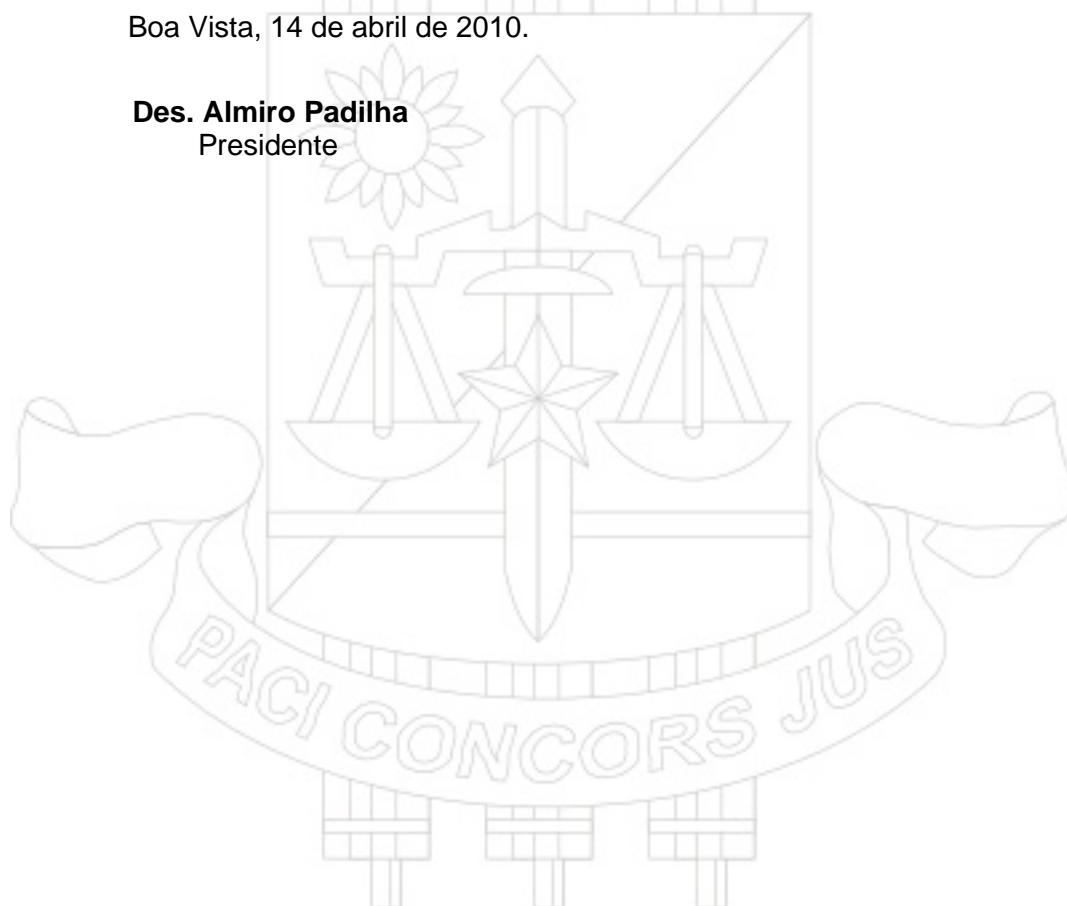 Boa Vista, 14 de abril de 2010.
Des. Almiro Padilha
Presidente
PACI CONCORS JUS